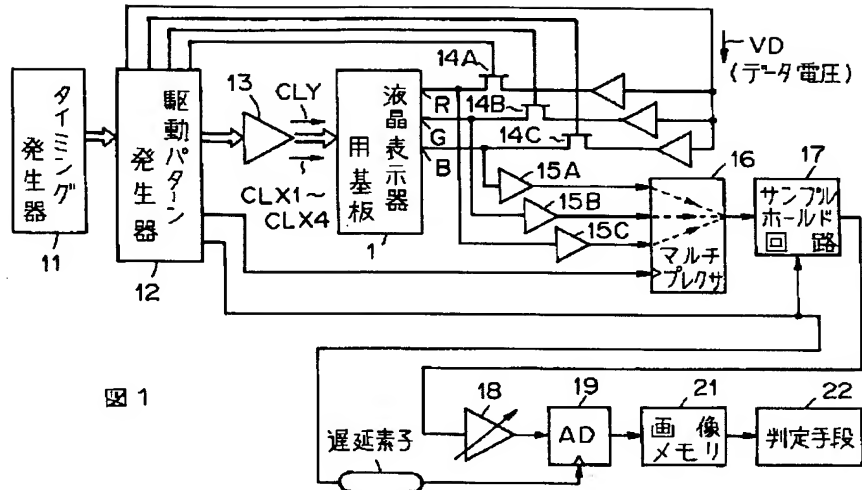 VD
(データ電圧)
14A
14B
14C
13
CLY
CLX1~
CLX4
R
G
B
タイミング
発生器
11
駆動パターン
発生器
12
液晶表示器
用基板
1
15A
15B
15C
16
マルチ
プレクサ
17
サンプル
ホールド
回路
図1
18
19
AD
21
画像
メモリ
22
判定手段
遅延素子